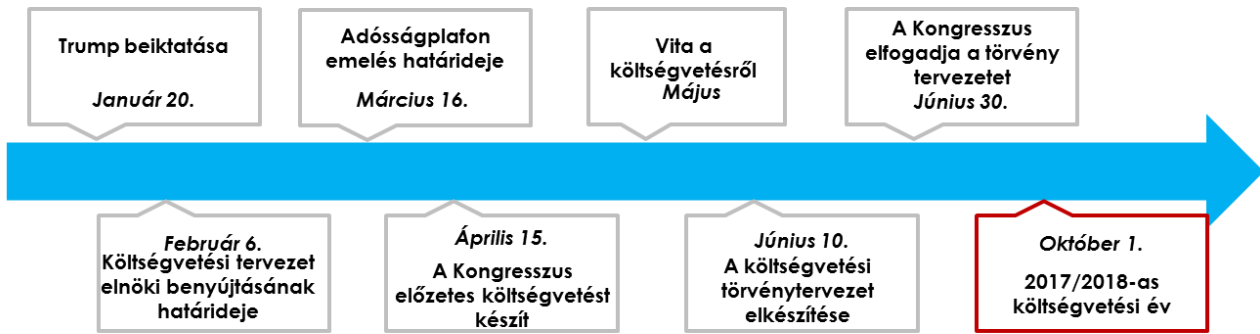 Trump beiktatása
Január 20.
Adósságplafon
emelés határideje
Március 16.
Vita a
költségvetésről
Május
A Kongresszus
elfogadja a törvény
tervezetet
Június 30.
Február 6.
Költségvetési tervezet
elnöki benyújtásának
határideje
Április 15.
A Kongresszus
előzetes költségvetést
készít
Június 10.
A költségvetési
törvénytervezet
elkészítése
Október 1.
2017/2018-as
költségvetési év